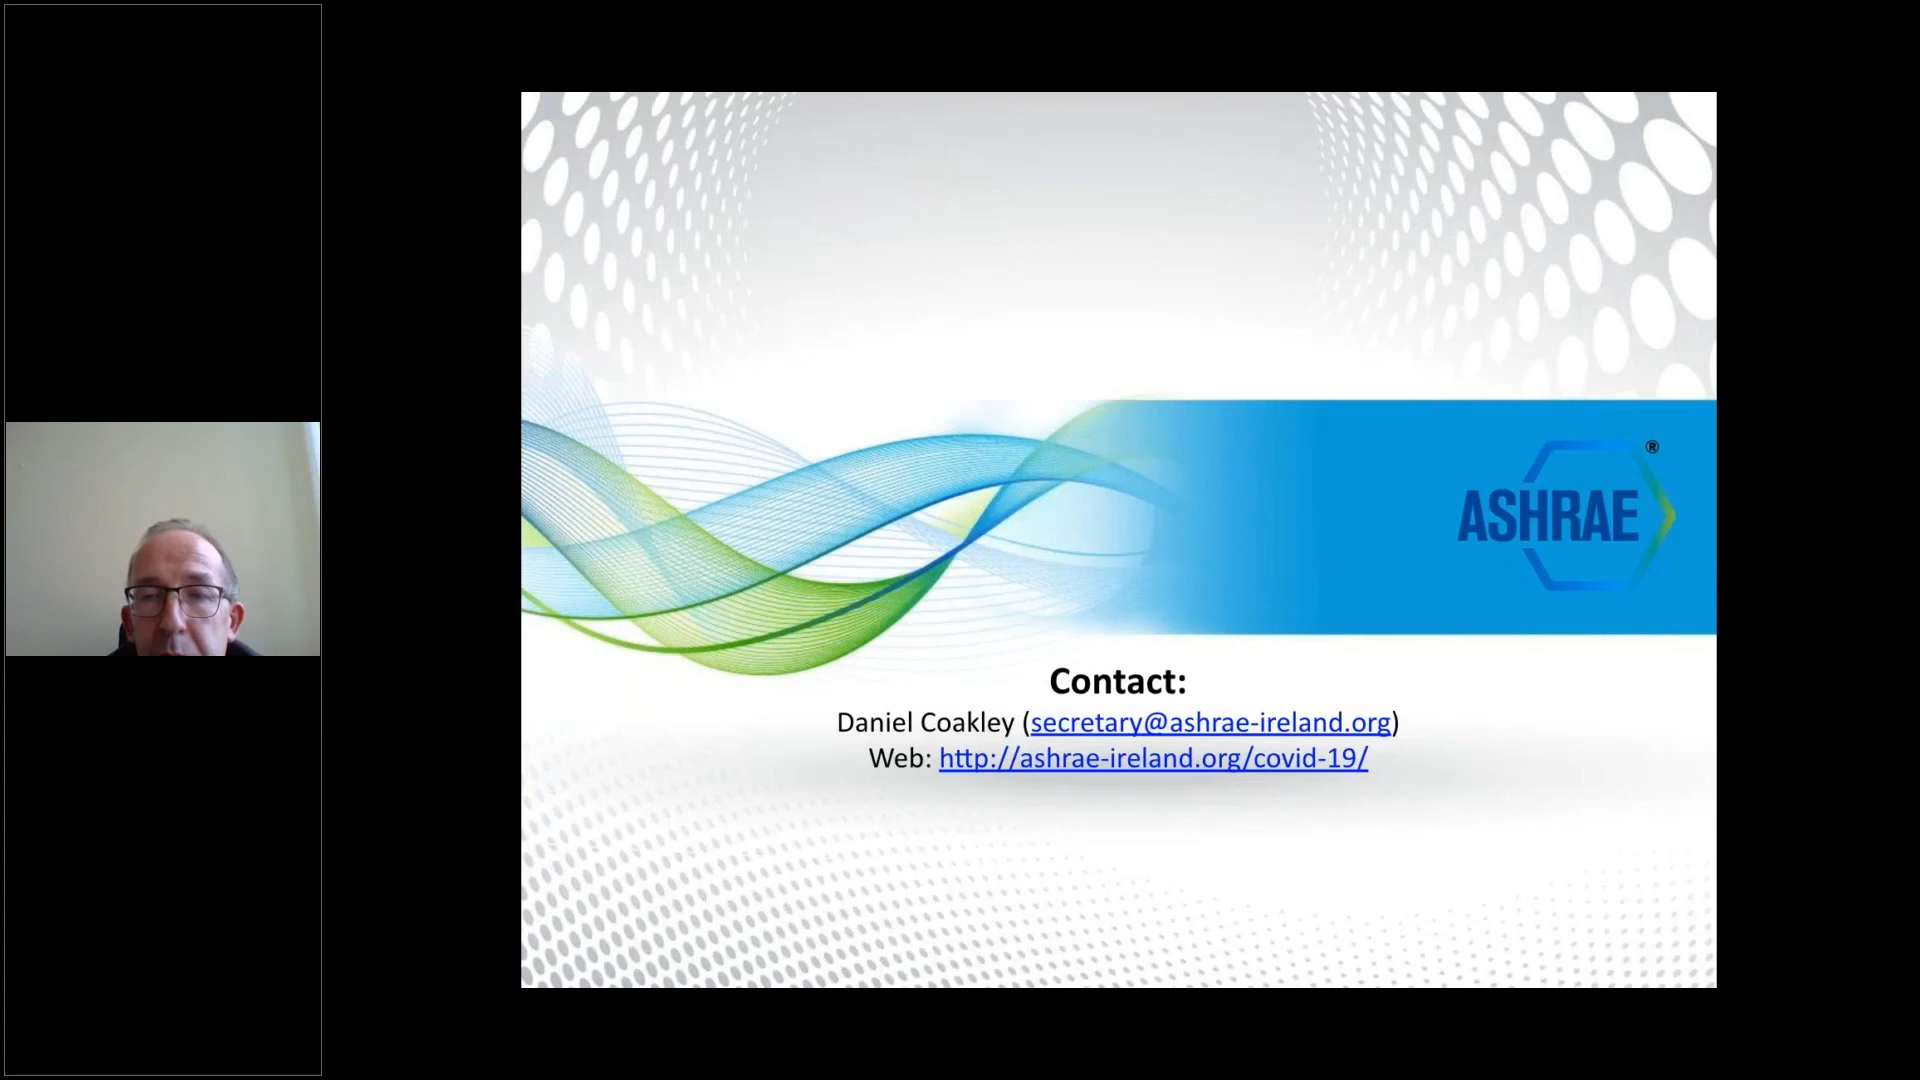 ASHRAE®
Contact:
Daniel Coakley (secretary@ashrae-ireland.org)
Web: http://ashrae-ireland.org/covid-19/